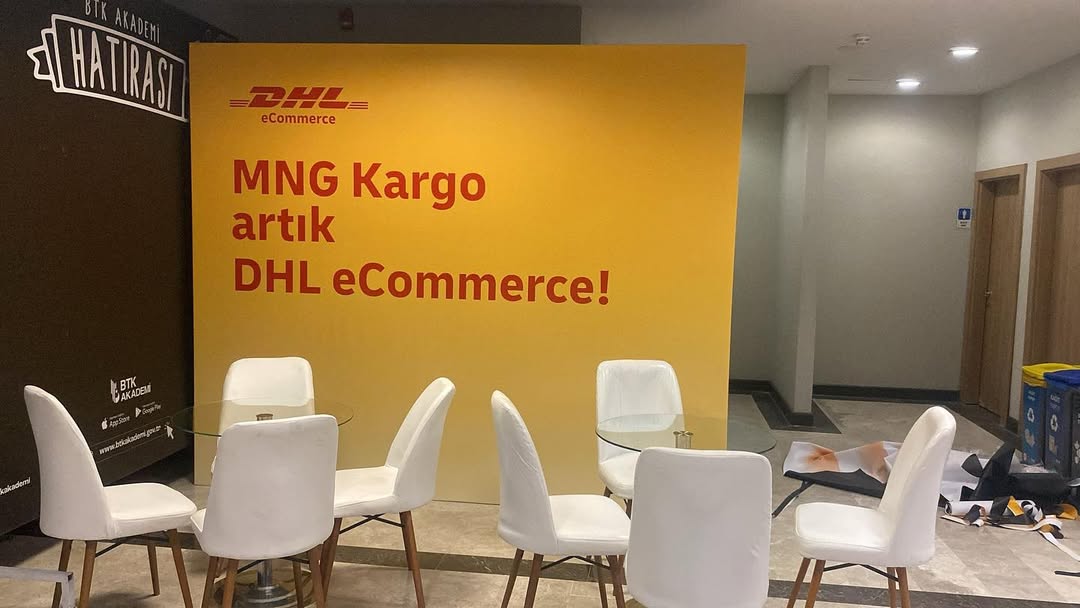 BTK AKADEMİ
HATIRASI
DHL
eCommerce
MNG Kargo
artık
DHL eCommerce!
BTK
AKADEMİ
App Store
Google Play
www.btkakademi.gov.tr
kakademi